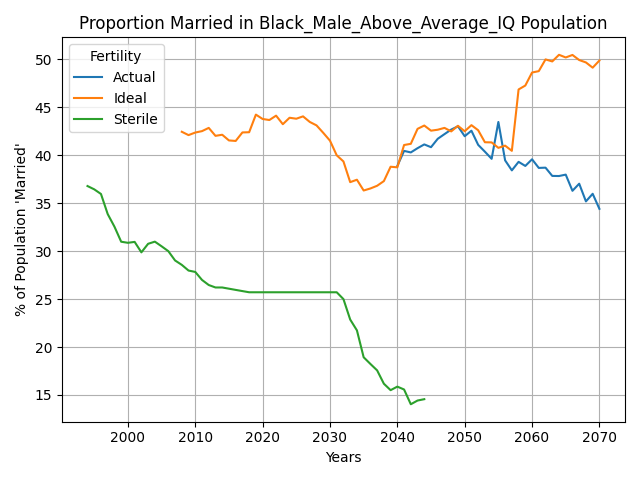 Proportion Married in Black_Male_Above_Average_IQ Population
Fertility
Actual
Ideal
Sterile
% of Population 'Married'
50
45
40
35
30
25
20
15
2000 2010 2020 2030 2040 2050 2060 2070
Years